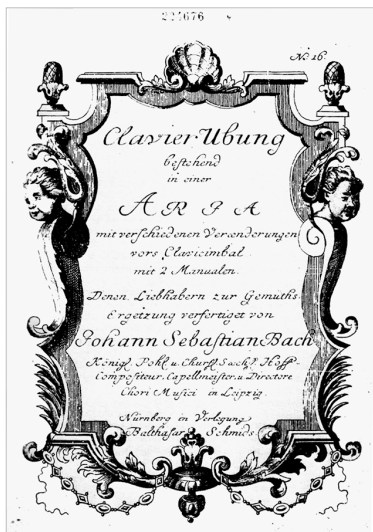 224676
No. 16.
Clavier Ubung
bestehend
in einer
ARIA
mit verschiedenen Verænderungen
vors Clavicimbal
mit 2 Manualen.
Denen Liebhabern zur Gemüths-
Ergetzung verfertiget von
Johann Sebastian Bach
Königl. Pohl. u. Churfl. Sæchs. Hoff-
Compositeur, Capellmeister, u. Directore
Chori Musici in Leipzig.
Nürnberg in Verlegung
Balthasar Schmids